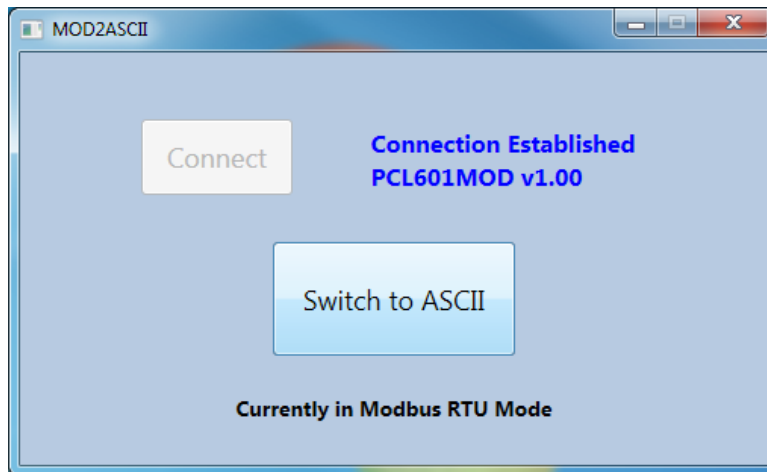 MOD2ASCII
Connect
Connection Established
PCL601MOD v1.00
Switch to ASCII
Currently in Modbus RTU Mode